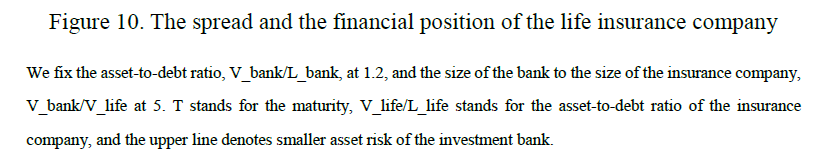 Figure 10. The spread and the financial position of the life insurance company
We fix the asset-to-debt ratio, V_bank/L_bank, at 1.2, and the size of the bank to the size of the insurance company,
V_bank/V_life at 5. T stands for the maturity, V_life/L_life stands for the asset-to-debt ratio of the insurance
company, and the upper line denotes smaller asset risk of the investment bank.